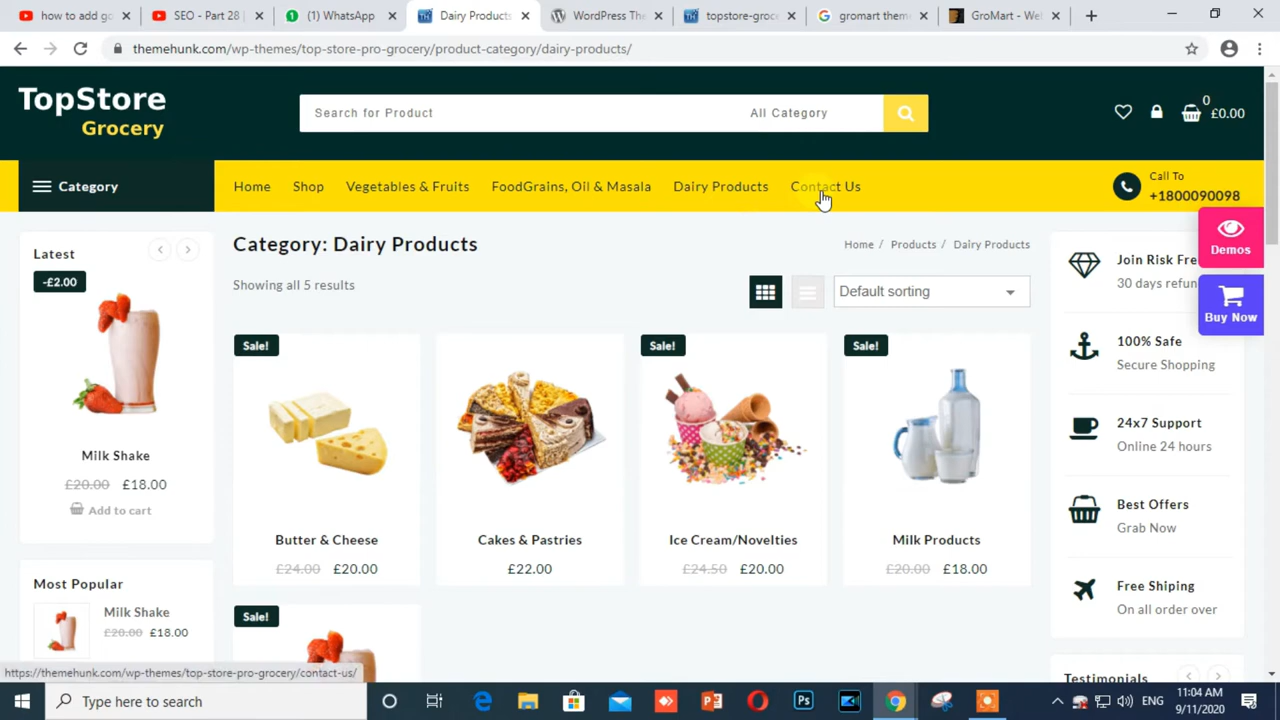 how to add go
SEO - Part 28 |
(1) WhatsApp
Dairy Products
WordPress The
topstore-groc
gromart them
GroMart - We
themehunk.com/wp-themes/top-store-pro-grocery/product-category/dairy-products/
TopStore
Grocery
Search for Product
All Category
0
£0.00
Category
Home
Shop
Vegetables & Fruits
FoodGrains, Oil & Masala
Dairy Products
Contact Us
Call To
+1800090098
Demos
Buy Now
Latest
-£2.00
Milk Shake
£20.00 £18.00
Add to cart
Most Popular
Milk Shake
£20.00 £18.00
Category: Dairy Products
Home / Products / Dairy Products
Showing all 5 results
Default sorting
Sale!
Butter & Cheese
£24.00 £20.00
Cakes & Pastries
£22.00
Sale!
Ice Cream/Novelties
£24.50 £20.00
Sale!
Milk Products
£20.00 £18.00
Sale!
Join Risk Fre
30 days refun
100% Safe
Secure Shopping
24x7 Support
Online 24 hours
Best Offers
Grab Now
Free Shiping
On all order over
Testimonials
https://themehunk.com/wp-themes/top-store-pro-grocery/contact-us/
Type here to search
ENG
11:04 AM
9/11/2020